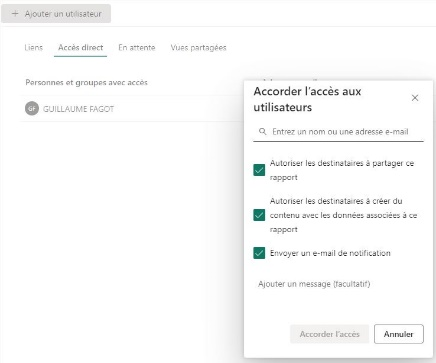 + Ajouter un utilisateur
Liens
Accès direct
En attente
Vues partagées
Personnes et groupes avec accès
GF GUILLAUME FAGOT
Accorder l'accès aux
utilisateurs
Entrez un nom ou une adresse e-mail
Autoriser les destinataires à partager ce
rapport
Autoriser les destinataires à créer du
contenu avec les données associées à ce
rapport
Envoyer un e-mail de notification
Ajouter un message (facultatif)
Accorder l'accès
Annuler